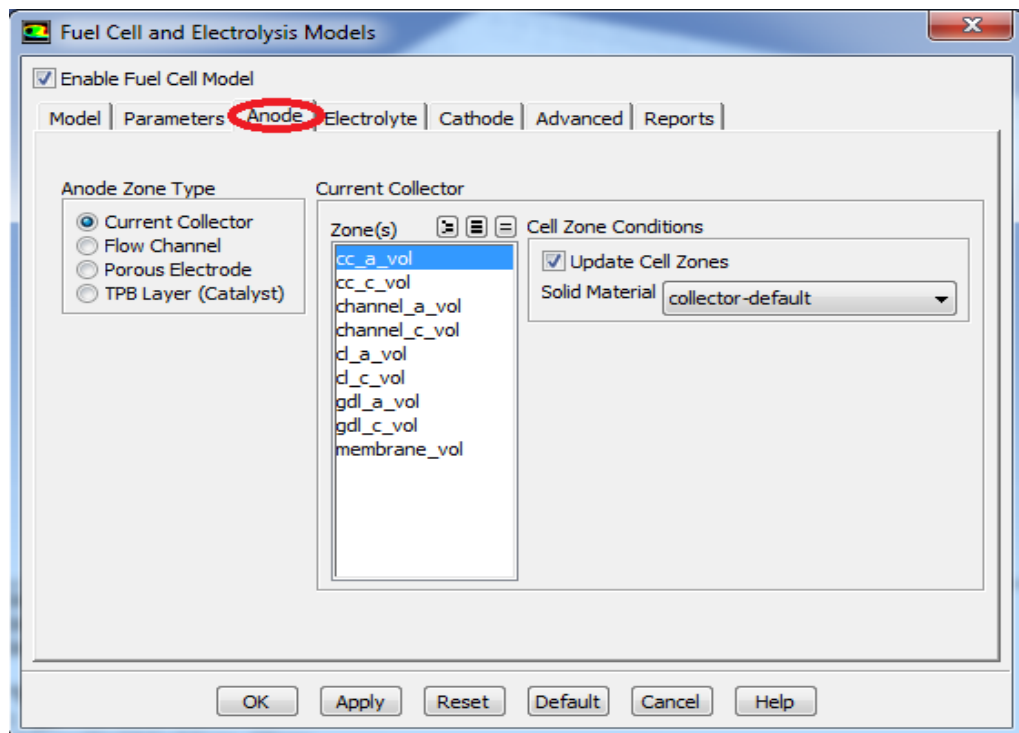 Fuel Cell and Electrolysis Models
Enable Fuel Cell Model
Model Parameters Anode Electrolyte Cathode Advanced Reports
Anode Zone Type
Current Collector
Flow Channel
Porous Electrode
TPB Layer (Catalyst)
Current Collector
Zone(s)
cc_a_vol
cc_c_vol
channel_a_vol
channel_c_vol
cl_a_vol
cl_c_vol
gdl_a_vol
gdl_c_vol
membrane_vol
Cell Zone Conditions
Update Cell Zones
Solid Material collector-default
OK Apply Reset Default Cancel Help